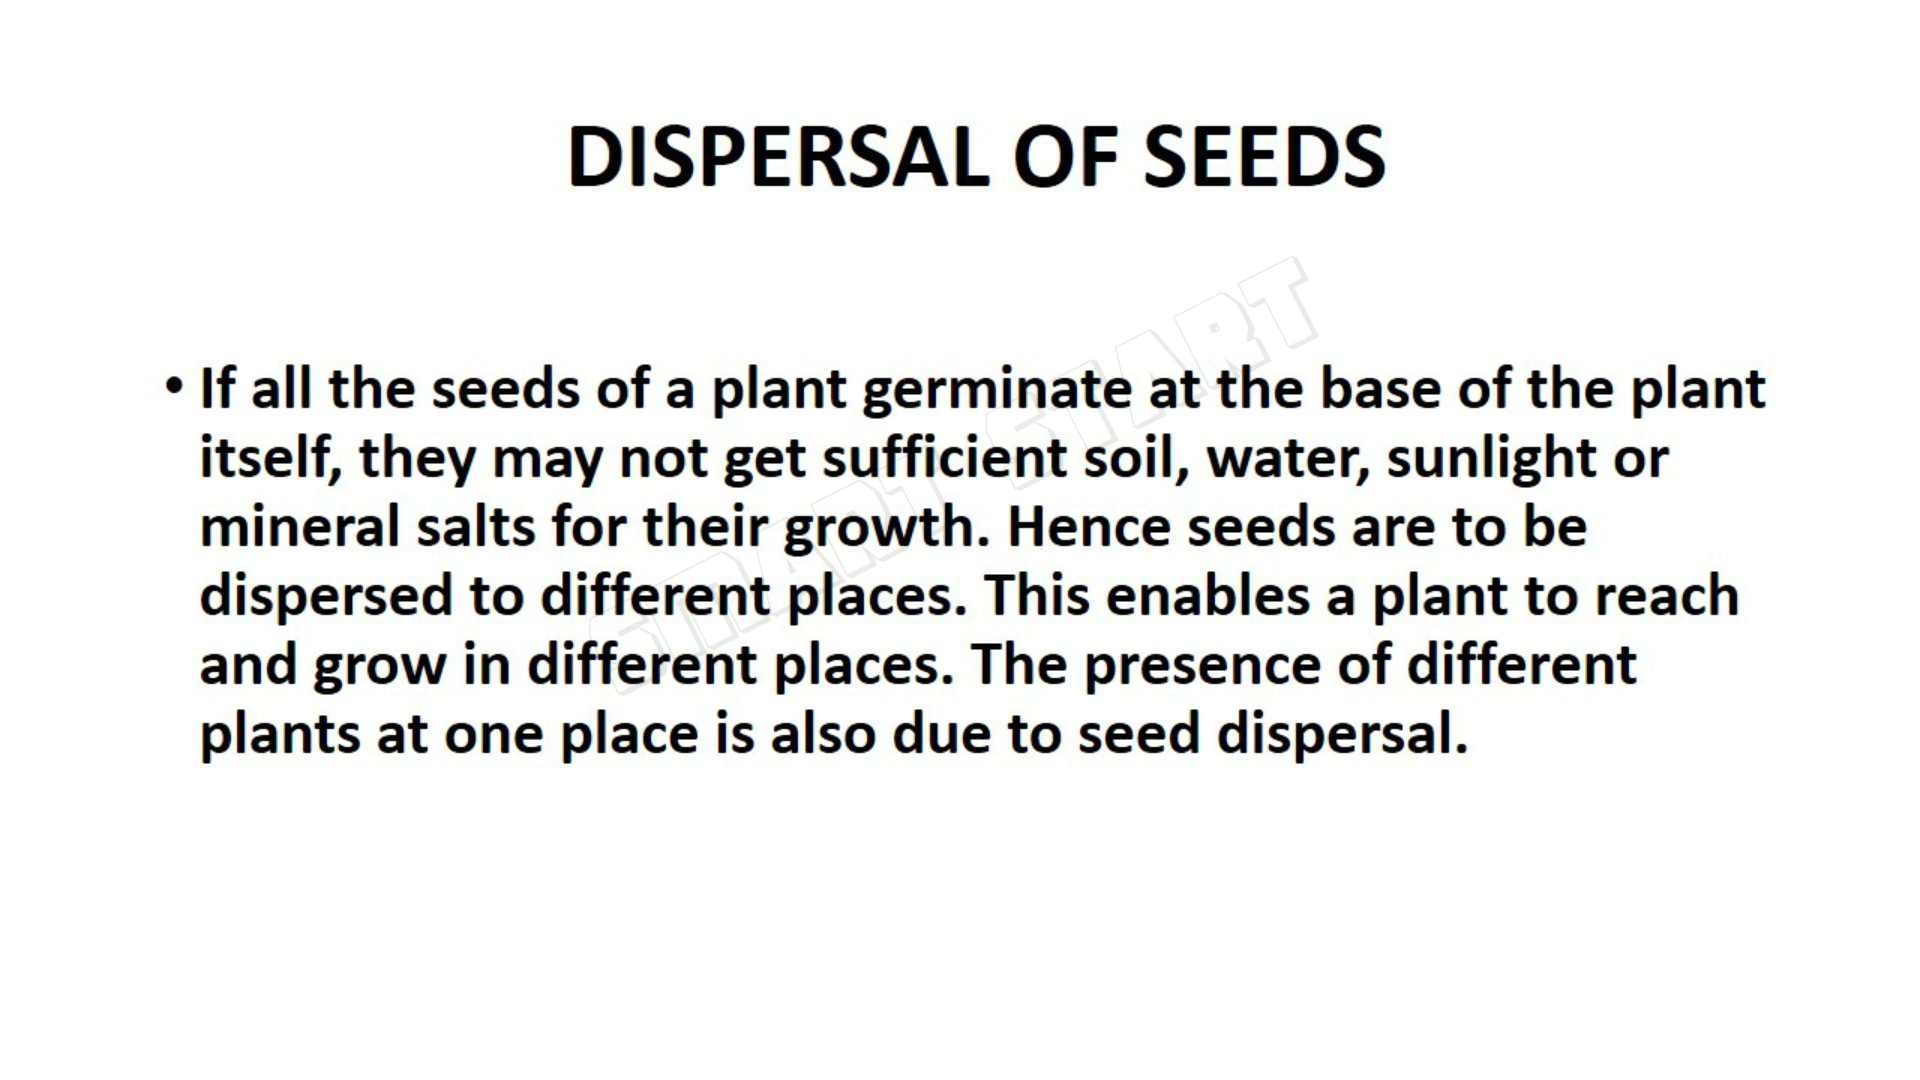 DISPERSAL OF SEEDS
• If all the seeds of a plant germinate at the base of the plant
itself, they may not get sufficient soil, water, sunlight or
mineral salts for their growth. Hence seeds are to be
dispersed to different places. This enables a plant to reach
and grow in different places. The presence of different
plants at one place is also due to seed dispersal.
SMART START